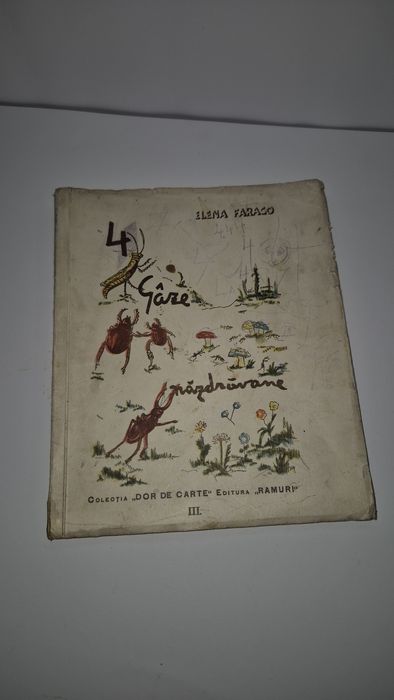 ELENA FARAGO
4
Gâze
năzdrăvane
COLECȚIA „DOR DE CARTE" EDITURA „RAMURI"
III.